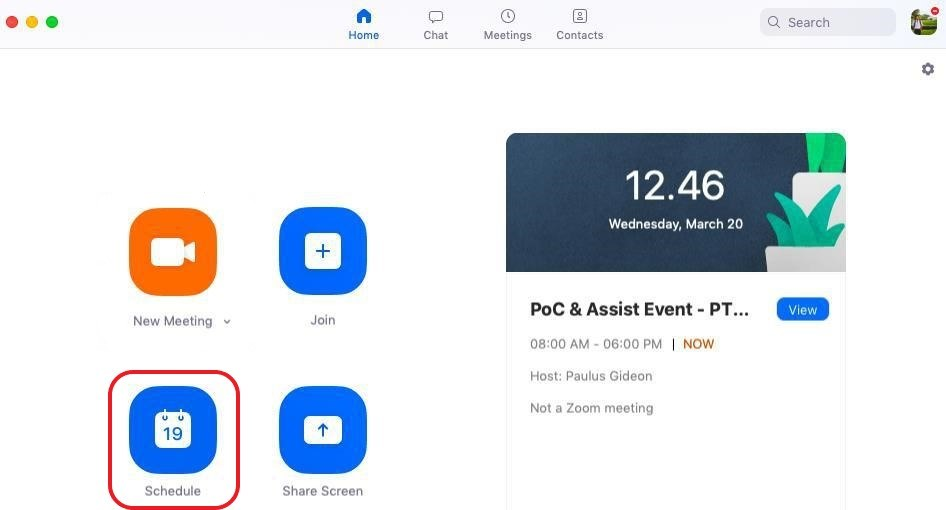 Home
Chat
Meetings
Contacts
Search
12.46
Wednesday, March 20
New Meeting
Join
PoC & Assist Event - PT...
View
08:00 AM - 06:00 PM | NOW
Host: Paulus Gideon
Not a Zoom meeting
19
Schedule
Share Screen